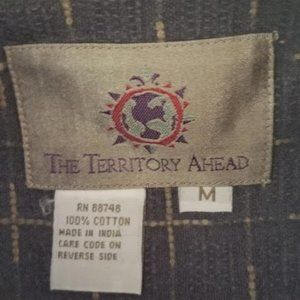 THE TERRITORY AHEAD
M
RN 88748
100% COTTON
MADE IN INDIA
CARE CODE ON
REVERSE SIDE